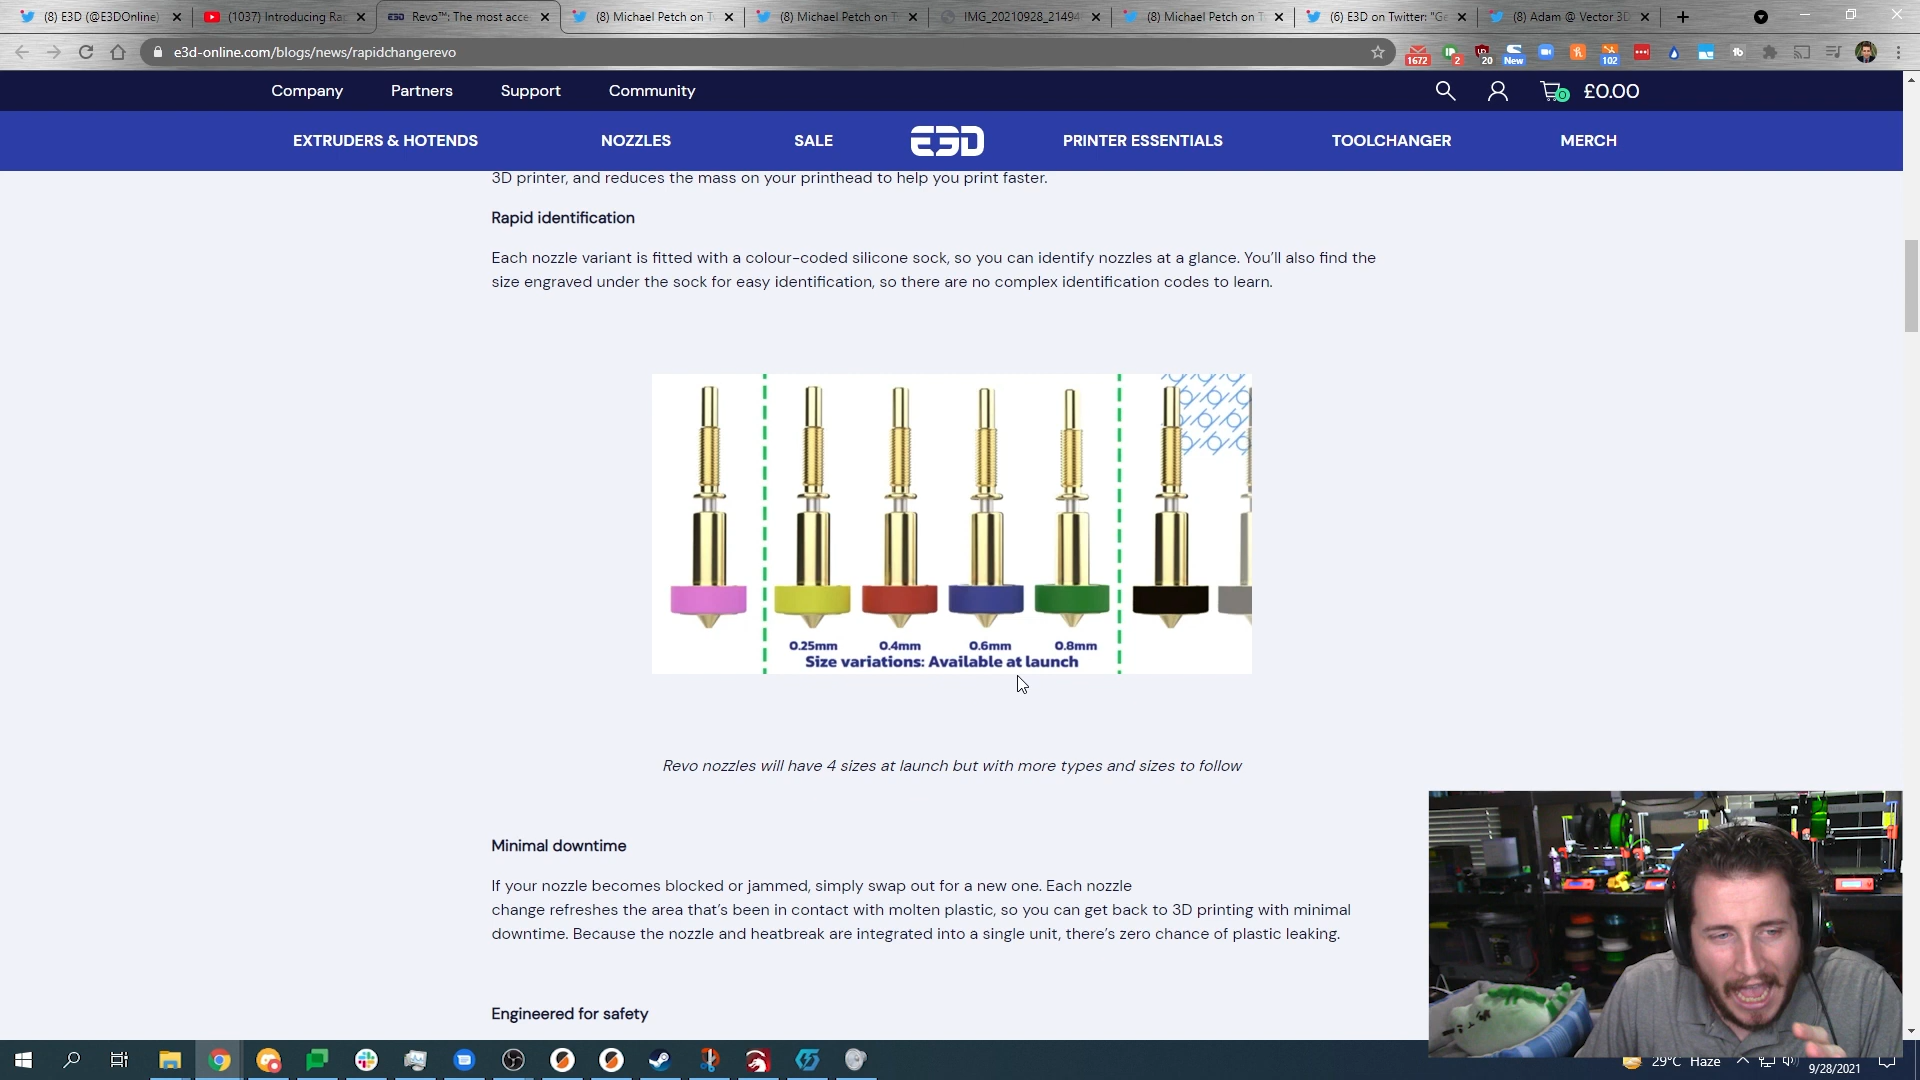 (8) E3D (@E3DOnline)
(1037) Introducing Ra
Revo™: The most acce
(8) Michael Petch on T
(8) Michael Petch on T
IMG_20210928_2149
(8) Michael Petch on T
(6) E3D on Twitter: "Ge
(8) Adam @ Vector 3D
e3d-online.com/blogs/news/rapidchangerevo
1672
2
20
New
102
Company
Partners
Support
Community
0
£0.00
EXTRUDERS & HOTENDS
NOZZLES
SALE
E3D
PRINTER ESSENTIALS
TOOLCHANGER
MERCH
3D printer, and reduces the mass on your printhead to help you print faster.
Rapid identification
Each nozzle variant is fitted with a colour-coded silicone sock, so you can identify nozzles at a glance. You'll also find the
size engraved under the sock for easy identification, so there are no complex identification codes to learn.
0.25mm 0.4mm 0.6mm 0.8mm
Size variations: Available at launch
Revo nozzles will have 4 sizes at launch but with more types and sizes to follow
Minimal downtime
If your nozzle becomes blocked or jammed, simply swap out for a new one. Each nozzle
change refreshes the area that's been in contact with molten plastic, so you can get back to 3D printing with minimal
downtime. Because the nozzle and heatbreak are integrated into a single unit, there's zero chance of plastic leaking.
Engineered for safety
29°C Haze
9/28/2021